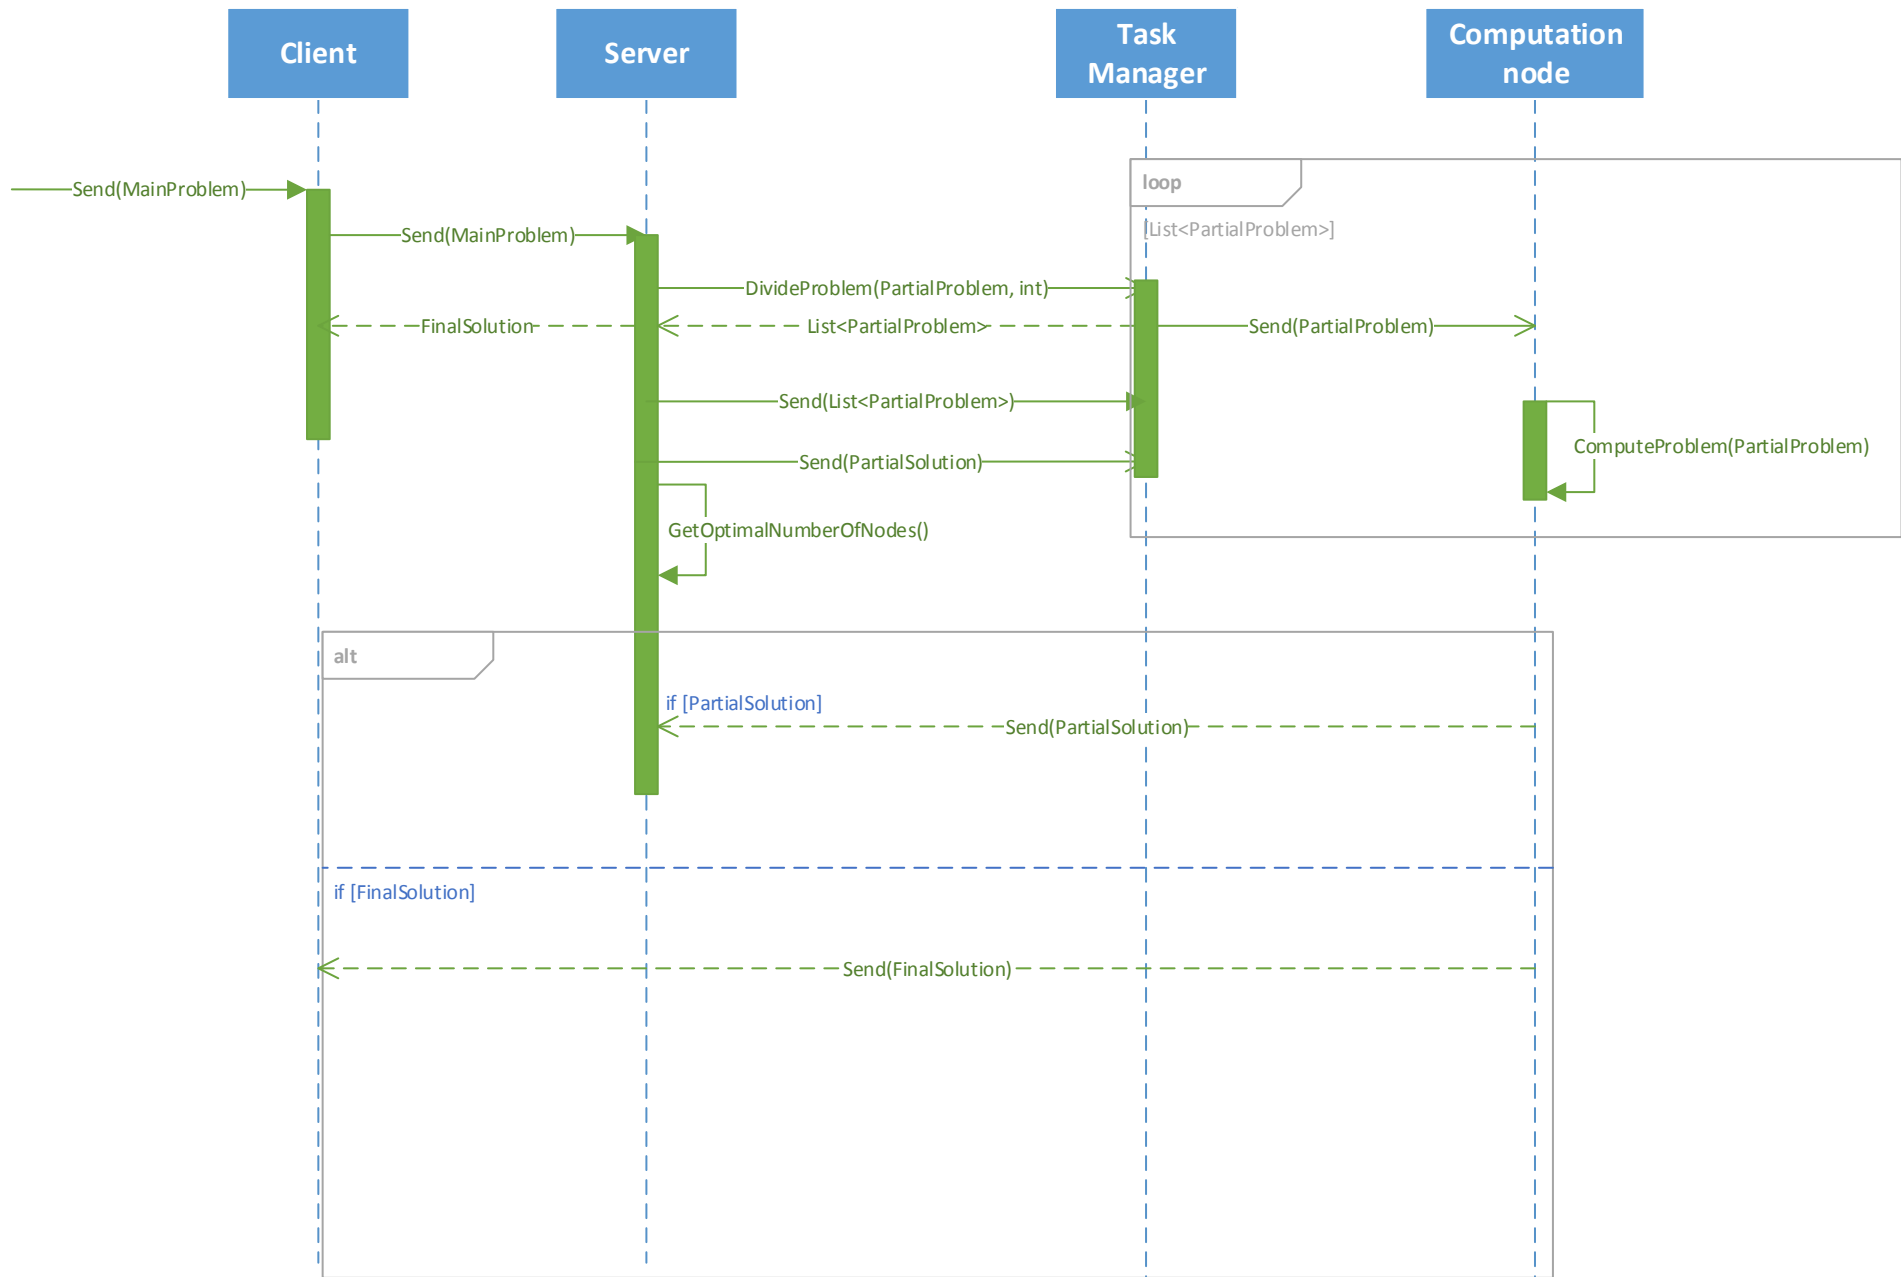 Client
Server
Task
Manager
Computation
node
loop
[List<PartialProblem>]
Send(MainProblem)
Send(MainProblem)
DivideProblem(PartialProblem, int)
FinalSolution
List<PartialProblem>
Send(PartialProblem)
Send(List<PartialProblem>)
ComputeProblem(PartialProblem)
Send(PartialSolution)
GetOptimalNumberOfNodes()
alt
if [PartialSolution]
Send(PartialSolution)
if [FinalSolution]
Send(FinalSolution)